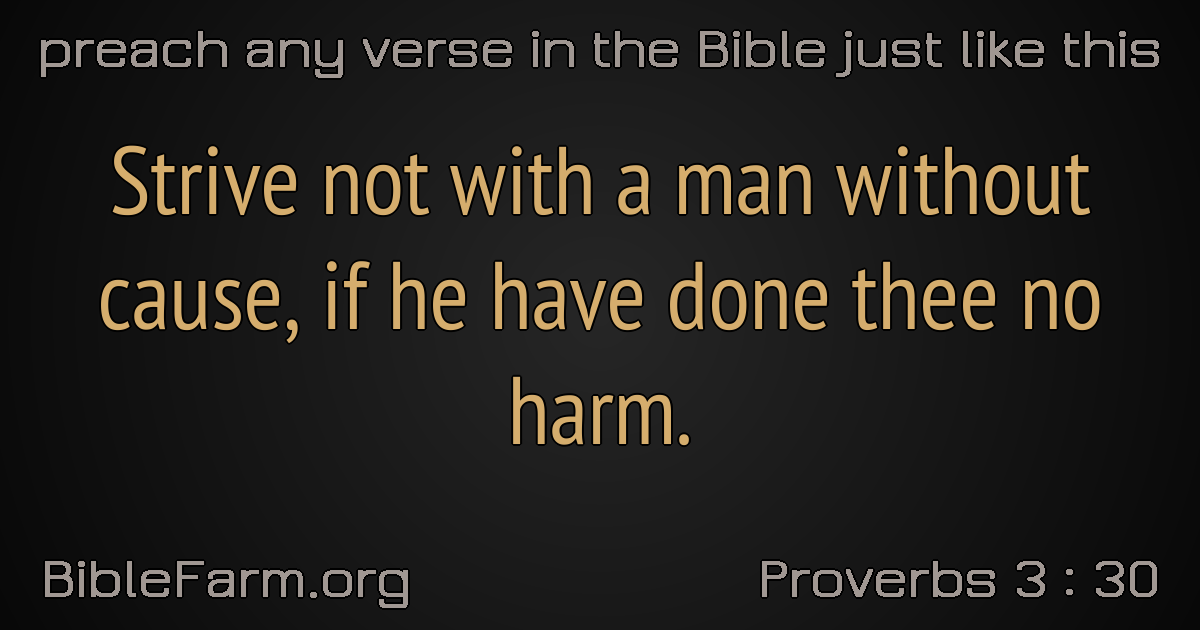 preach any verse in the Bible just like this
Strive not with a man without
cause, if he have done thee no
harm.
BibleFarm.org
Proverbs 3 : 30